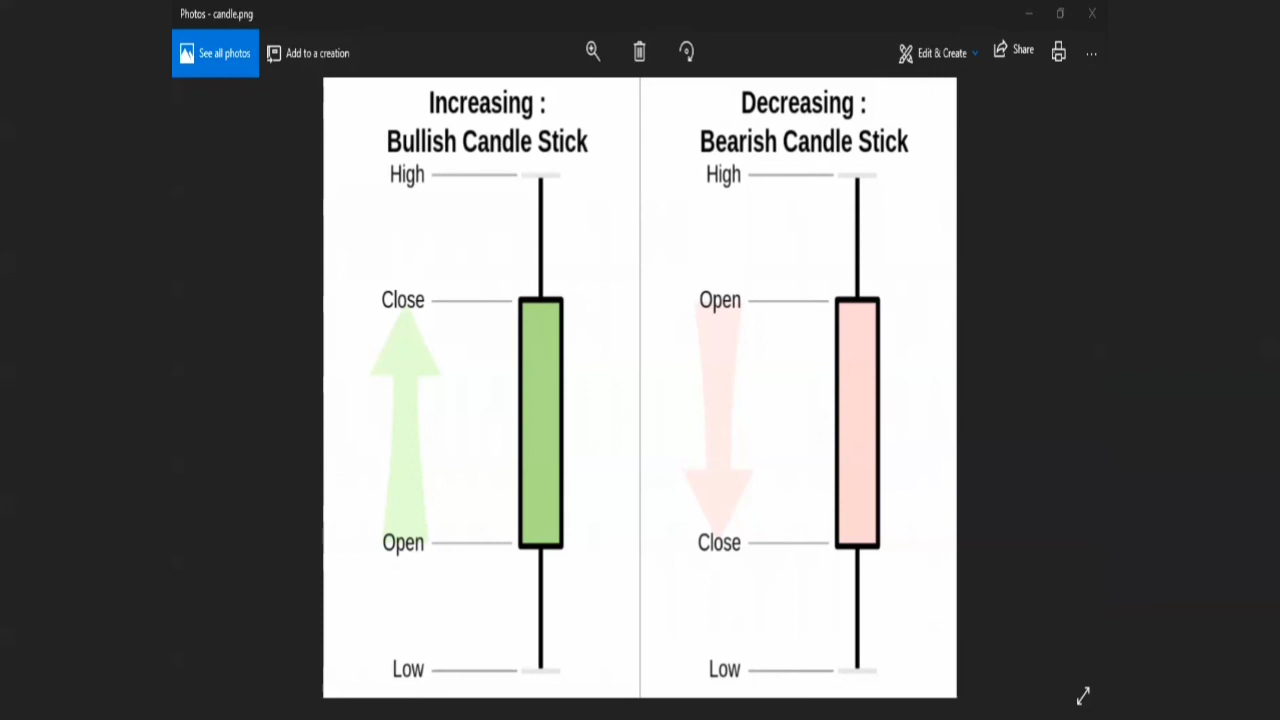 Photos - candle.png
See all photos
Add to a creation
Edit & Create
Share
Increasing :
Bullish Candle Stick
High
Close
Open
Low
Decreasing :
Bearish Candle Stick
High
Open
Close
Low